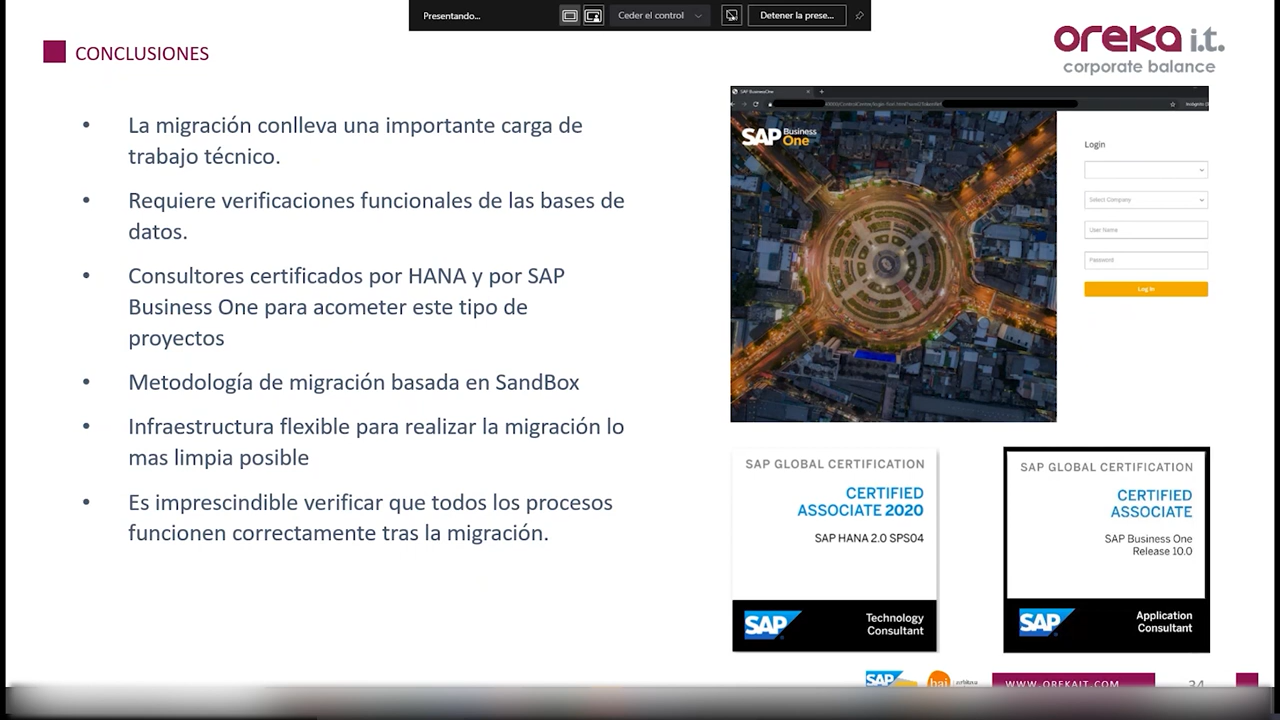 Presentando...
Ceder el control
Detener la prese...
CONCLUSIONES
oreka i.t.
corporate balance
• La migración conlleva una importante carga de
trabajo técnico.
• Requiere verificaciones funcionales de las bases de
datos.
• Consultores certificados por HANA y por SAP
Business One para acometer este tipo de
proyectos
• Metodología de migración basada en SandBox
• Infraestructura flexible para realizar la migración lo
mas limpia posible
• Es imprescindible verificar que todos los procesos
funcionen correctamente tras la migración.
SAP BusinessOne
SAP Business
One
Login
Select Company
User Name
Password
Log In
SAP GLOBAL CERTIFICATION
CERTIFIED
ASSOCIATE 2020
SAP HANA 2.0 SPS04
SAP
Technology
Consultant
SAP GLOBAL CERTIFICATION
CERTIFIED
ASSOCIATE
SAP Business One
Release 10.0
SAP
Application
Consultant
SAP
bai
WWW.OREKAIT.COM
34